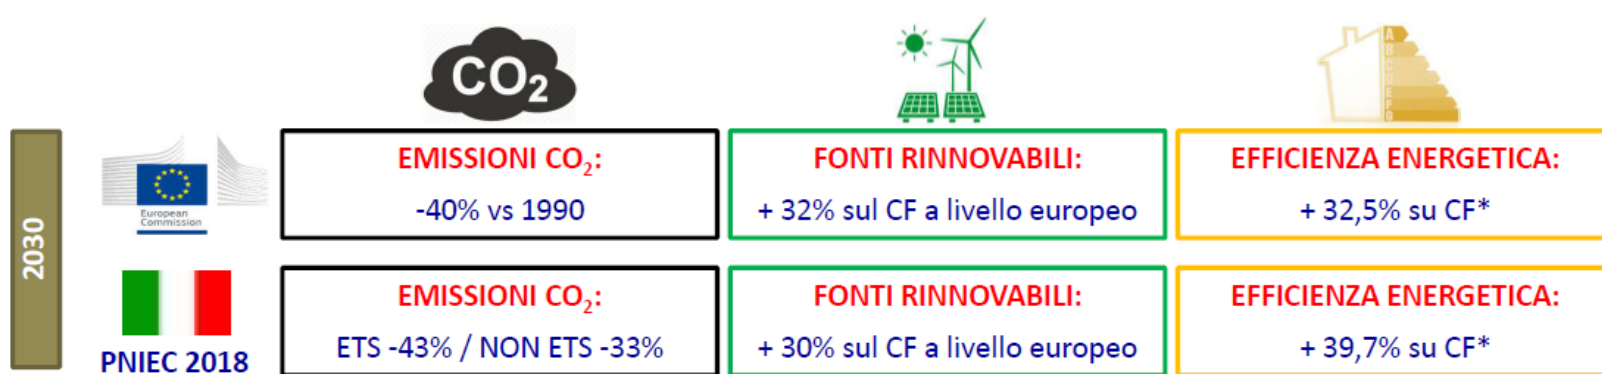 CO2
A
B
C
D
E
F
G
2030
European
Commission
EMISSIONI CO2:
-40% vs 1990
FONTI RINNOVABILI:
+ 32% sul CF a livello europeo
EFFICIENZA ENERGETICA:
+ 32,5% su CF*
PNIEC 2018
EMISSIONI CO2:
ETS -43% / NON ETS -33%
FONTI RINNOVABILI:
+ 30% sul CF a livello europeo
EFFICIENZA ENERGETICA:
+ 39,7% su CF*